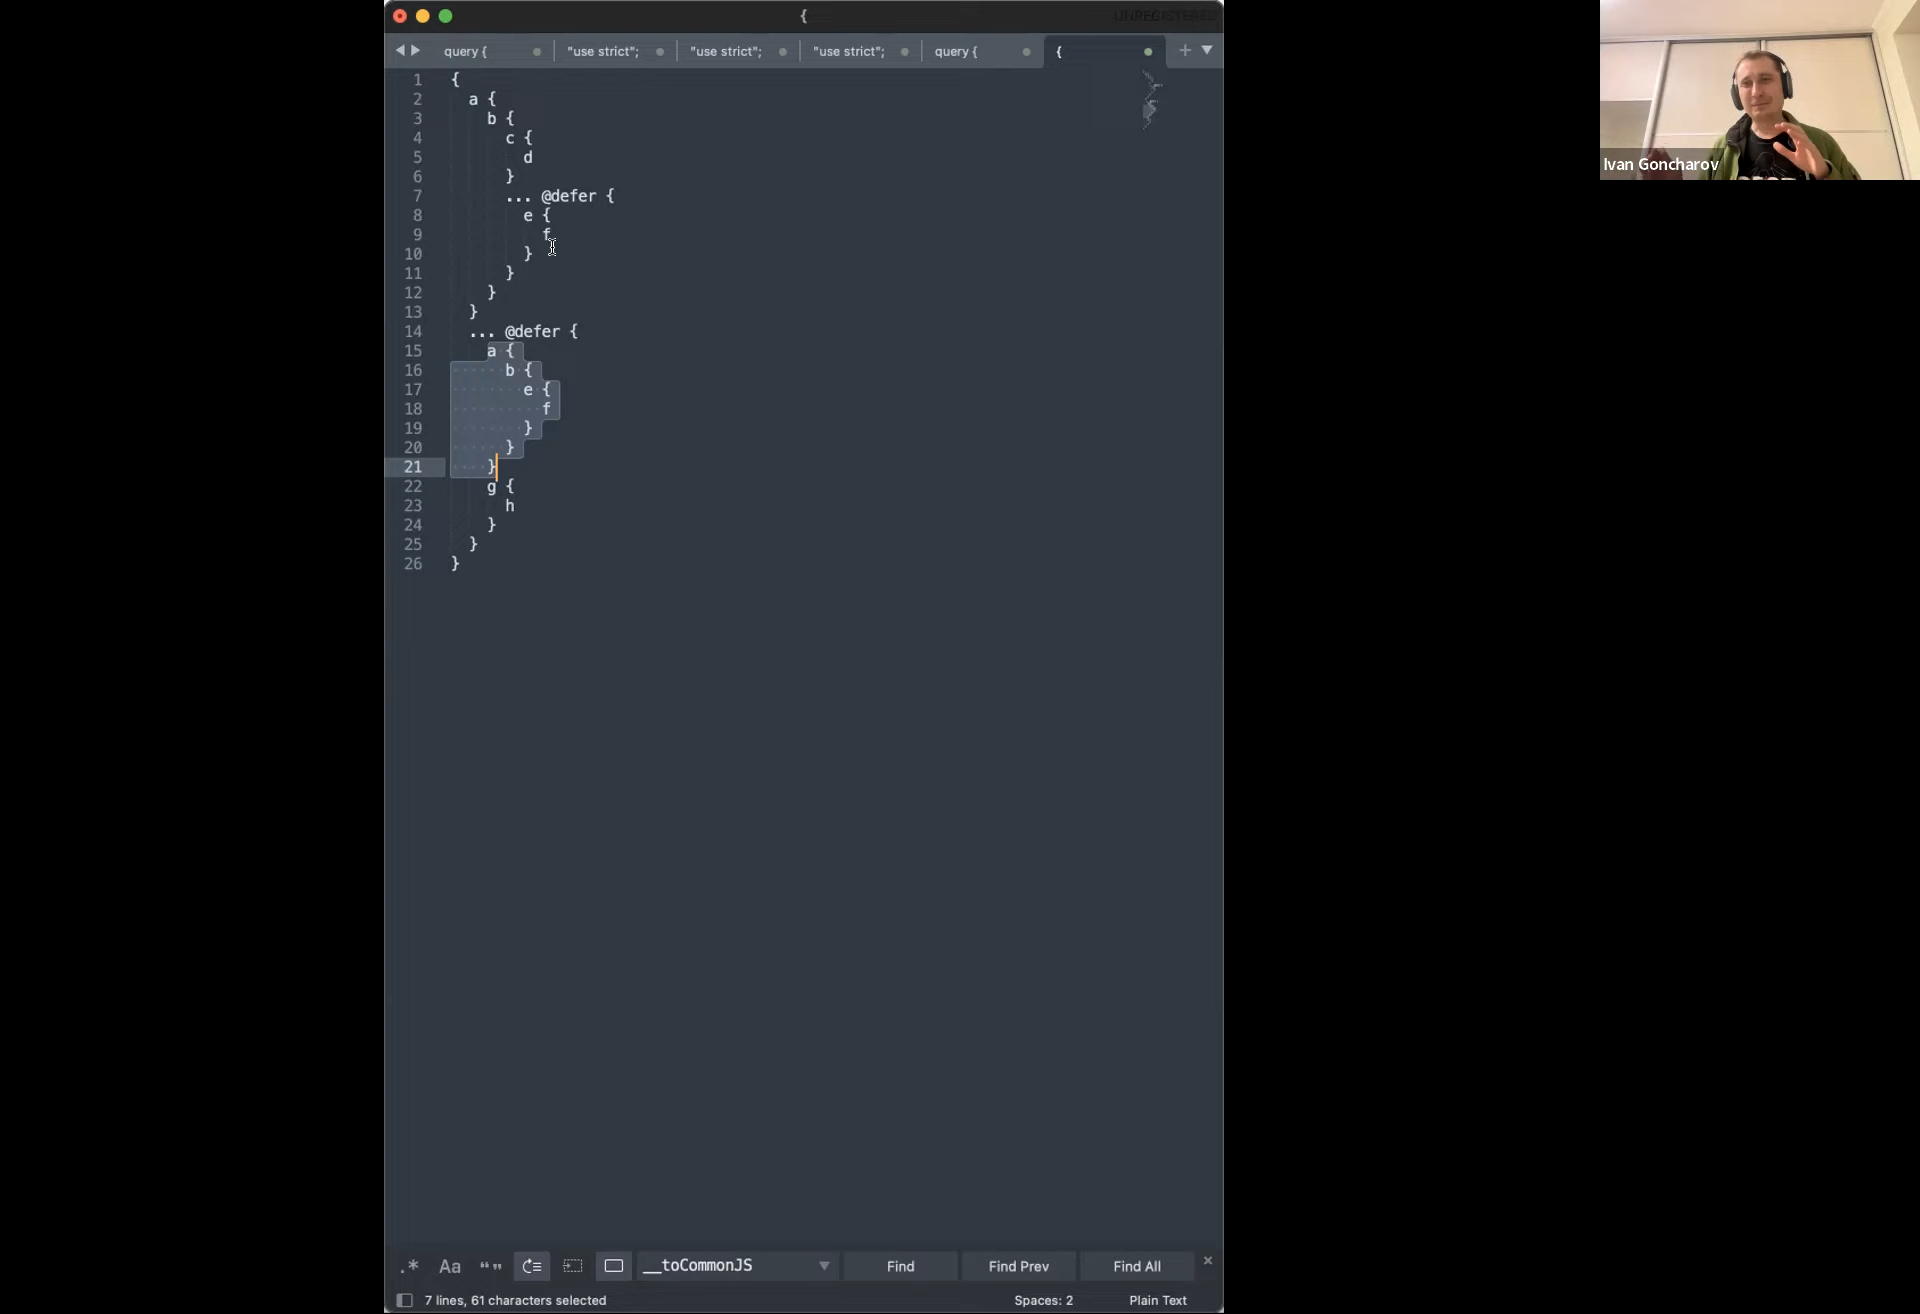 {
UNREGISTERED
query {
"use strict";
"use strict";
"use strict";
query {
{
1 {
2   a {
3     b {
4       c {
5         d
6       }
7       ... @defer {
8         e {
9           f
10         }
11       }
12     }
13   }
14   ... @defer {
15     a {
16       b {
17         e {
18           f
19         }
20       }
21     }
22     g {
23       h
24     }
25   }
26 }
Ivan Goncharov
.* Aa “” __toCommonJS Find Find Prev Find All
7 lines, 61 characters selected Spaces: 2 Plain Text